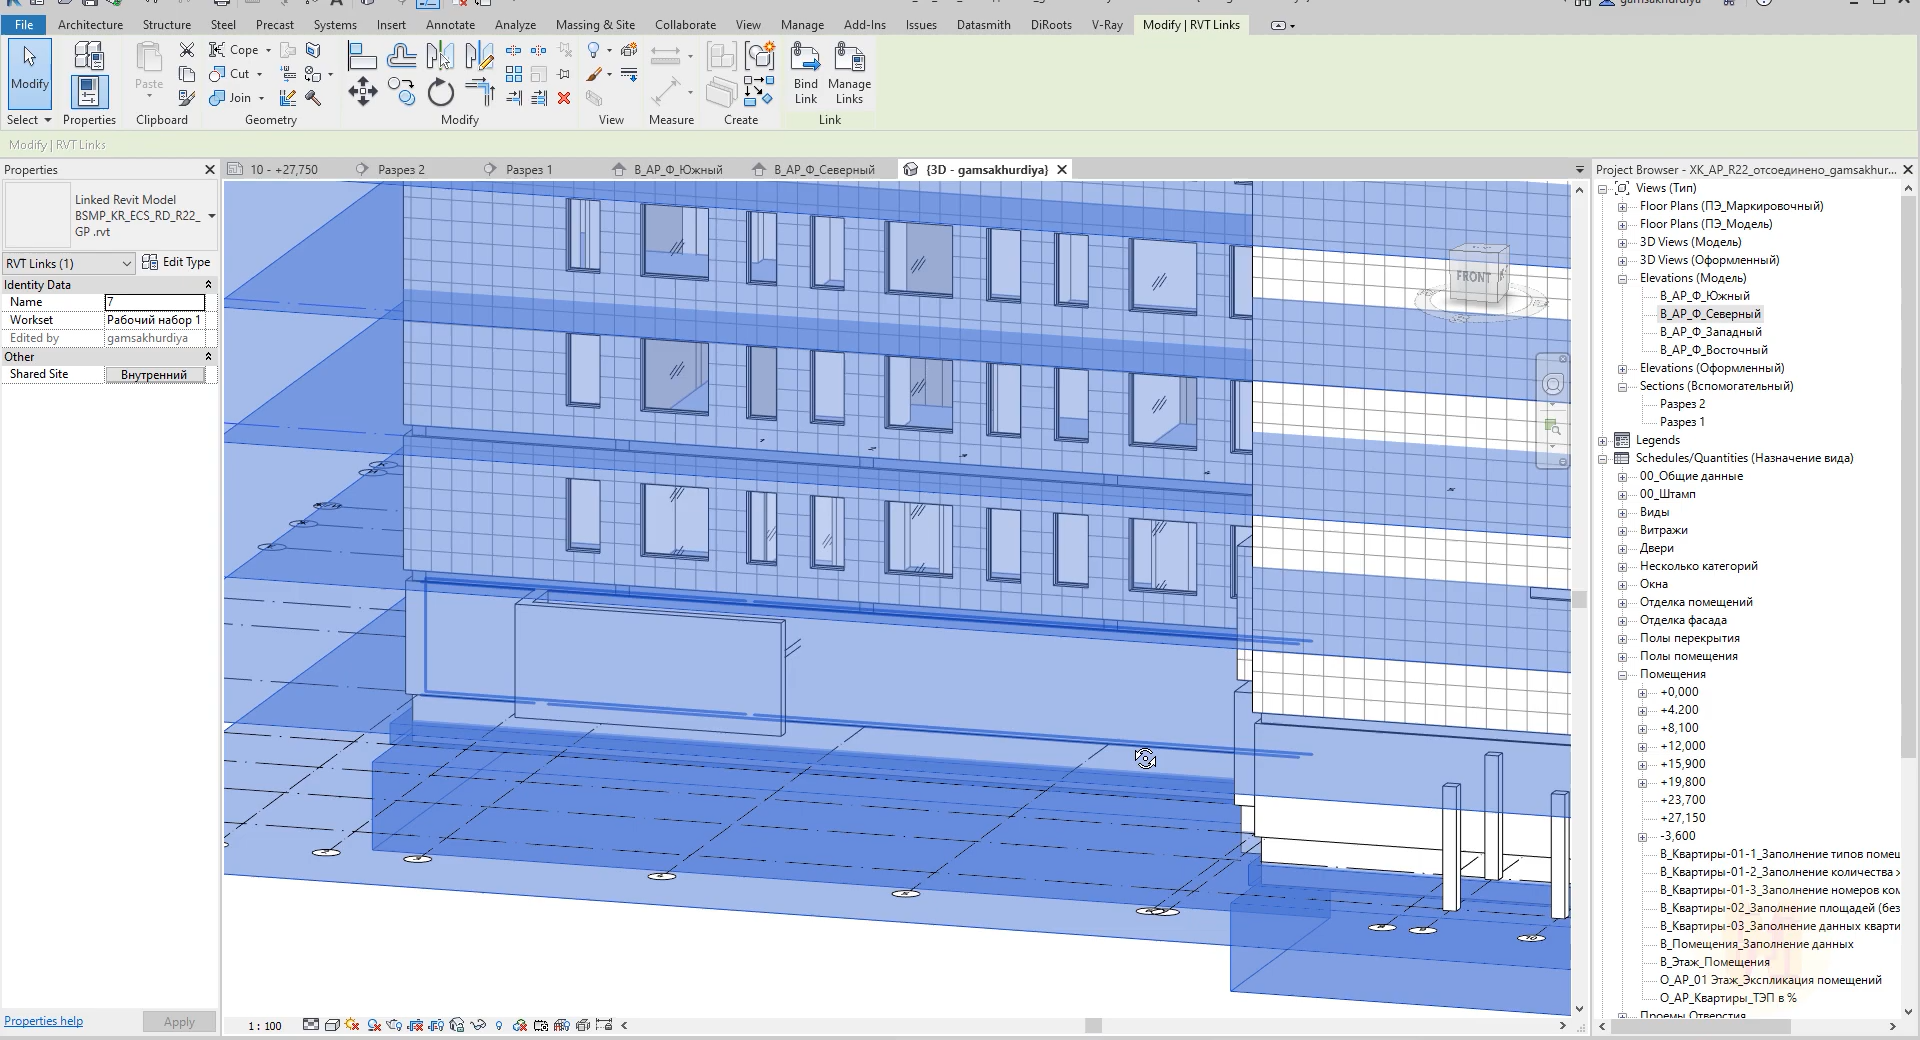 gamsakhurdiya
File Architecture Structure Steel Precast Systems Insert Annotate Analyze Massing & Site Collaborate View Manage Add-Ins Issues Datasmith DiRoots V-Ray Modify | RVT Links
Modify
Select
Properties
Paste
Clipboard
Cope
Cut
Join
Geometry
Modify
View
Measure
Create
Bind Link
Manage Links
Link
Modify | RVT Links
Properties
10 - +27,750
Разрез 2
Разрез 1
В_АР_Ф_Южный
В_АР_Ф_Северный
{3D - gamsakhurdiya}
Project Browser - ХК_АР_R22_отсоединено_gamsakhur...
Linked Revit Model
BSMP_KR_ECS_RD_R22_
GP .rvt
RVT Links (1)
Edit Type
Identity Data
Name 7
Workset Рабочий набор 1
Edited by gamsakhurdiya
Other
Shared Site Внутренний
FRONT
10
Views (Тип)
Floor Plans (ПЭ_Маркировочный)
Floor Plans (ПЭ_Модель)
3D Views (Модель)
3D Views (Оформленный)
Elevations (Модель)
В_АР_Ф_Южный
В_АР_Ф_Северный
В_АР_Ф_Западный
В_АР_Ф_Восточный
Elevations (Оформленный)
Sections (Вспомогательный)
Разрез 2
Разрез 1
Legends
Schedules/Quantities (Назначение вида)
00_Общие данные
00_Штамп
Виды
Витражи
Двери
Несколько категорий
Окна
Отделка помещений
Отделка фасада
Полы перекрытия
Полы помещения
Помещения
+0,000
+4.200
+8,100
+12,000
+15,900
+19,800
+23,700
+27,150
-3,600
В_Квартиры-01-1_Заполнение типов помещ
В_Квартиры-01-2_Заполнение количества ж
В_Квартиры-01-3_Заполнение номеров ком
В_Квартиры-02_Заполнение площадей (без
В_Квартиры-03_Заполнение данных кварти
В_Помещения_Заполнение данных
В_Этаж_Помещения
О_АР_01 Этаж_Экспликация помещений
О_АР_Квартиры_ТЭП в %
Проемы Отверстия
Properties help
Apply
1 : 100